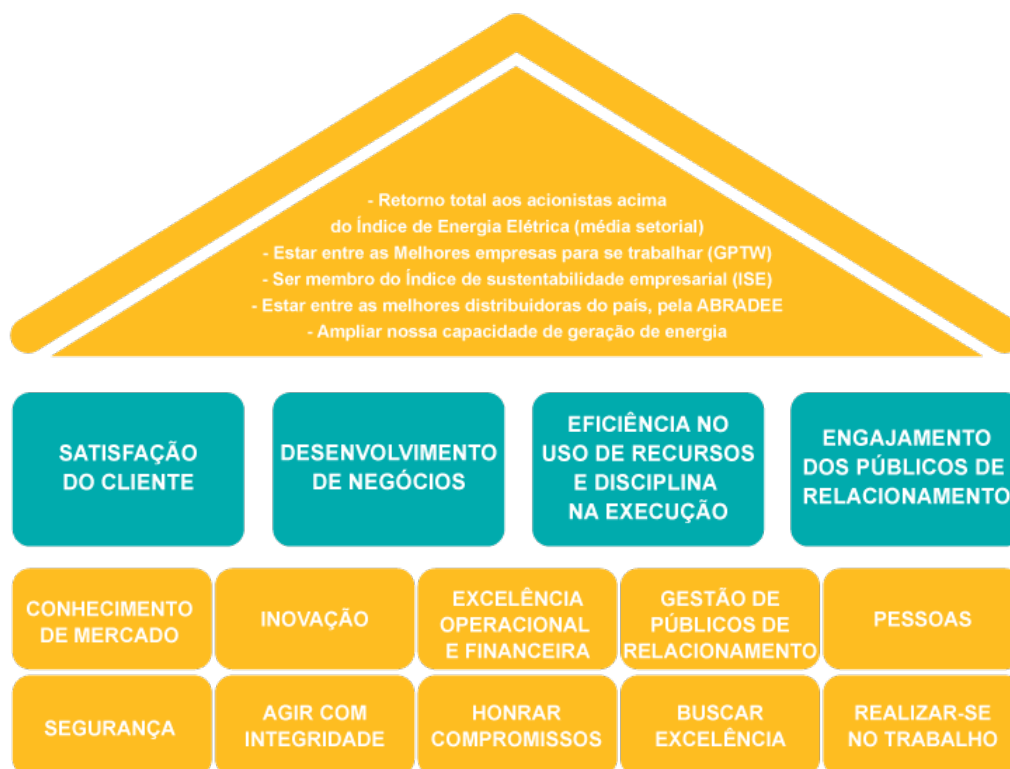 - Retorno total aos acionistas acima
do Índice de Energia Elétrica (média setorial)
- Estar entre as Melhores empresas para se trabalhar (GPTW)
- Ser membro do Índice de sustentabilidade empresarial (ISE)
- Estar entre as melhores distribuidoras do país, pela ABRADEE
- Ampliar nossa capacidade de geração de energia
SATISFAÇÃO
DO CLIENTE
DESENVOLVIMENTO
DE NEGÓCIOS
EFICIÊNCIA NO
USO DE RECURSOS
E DISCIPLINA
NA EXECUÇÃO
ENGAJAMENTO
DOS PÚBLICOS DE
RELACIONAMENTO
CONHECIMENTO
DE MERCADO
INOVAÇÃO
EXCELÊNCIA
OPERACIONAL
E FINANCEIRA
GESTÃO DE
PÚBLICOS DE
RELACIONAMENTO
PESSOAS
SEGURANÇA
AGIR COM
INTEGRIDADE
HONRAR
COMPROMISSOS
BUSCAR
EXCELÊNCIA
REALIZAR-SE
NO TRABALHO